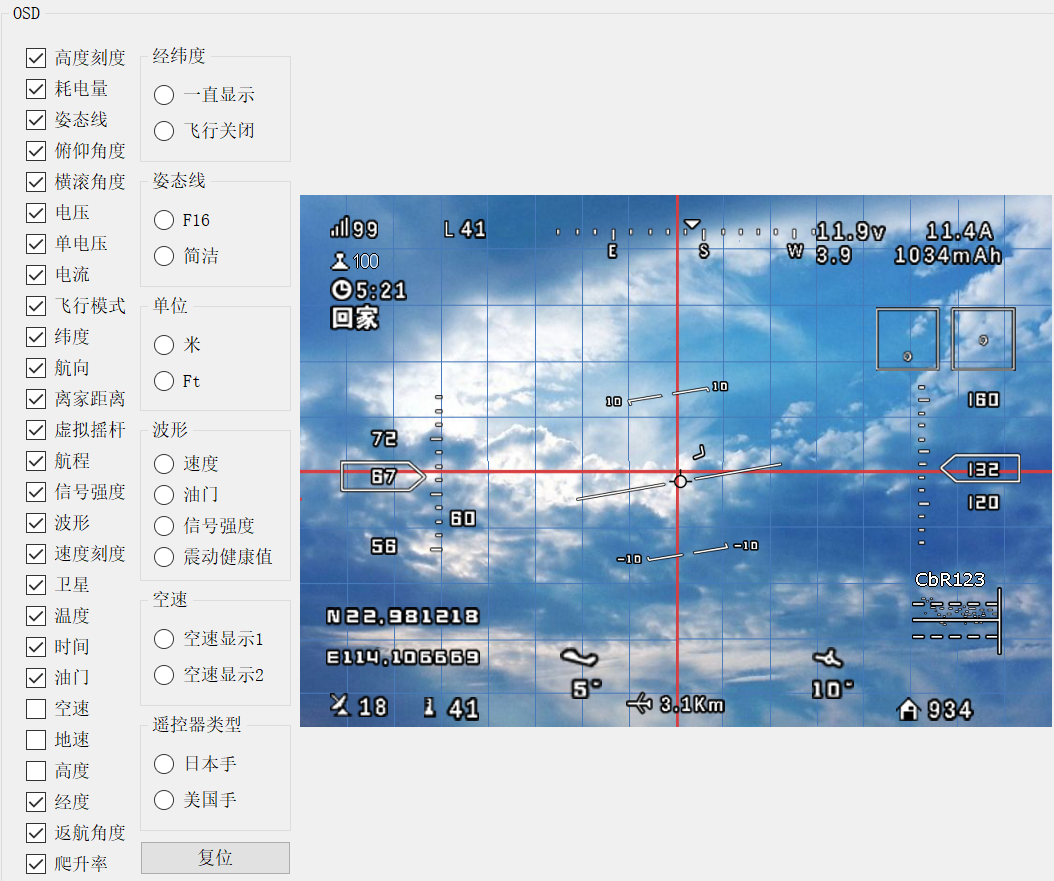 OSD
高度刻度
耗电量
姿态线
俯仰角度
横滚角度
电压
单电压
电流
飞行模式
纬度
航向
离家距离
虚拟摇杆
航程
信号强度
波形
速度刻度
卫星
温度
时间
油门
空速
地速
高度
经度
返航角度
爬升率
经纬度
一直显示
飞行关闭
姿态线
F16
简洁
单位
米
Ft
波形
速度
油门
信号强度
震动健康值
空速
空速显示1
空速显示2
遥控器类型
日本手
美国手
复位
99 L 41 E S W 11.9v 11.4A
100 3.9 1034mAh
5:21
回家
10 10
72 160
67 132
60 120
56
-10 -10
CbR123
N22.981218
E114.106669
5° 10°
18 41 3.1Km 934